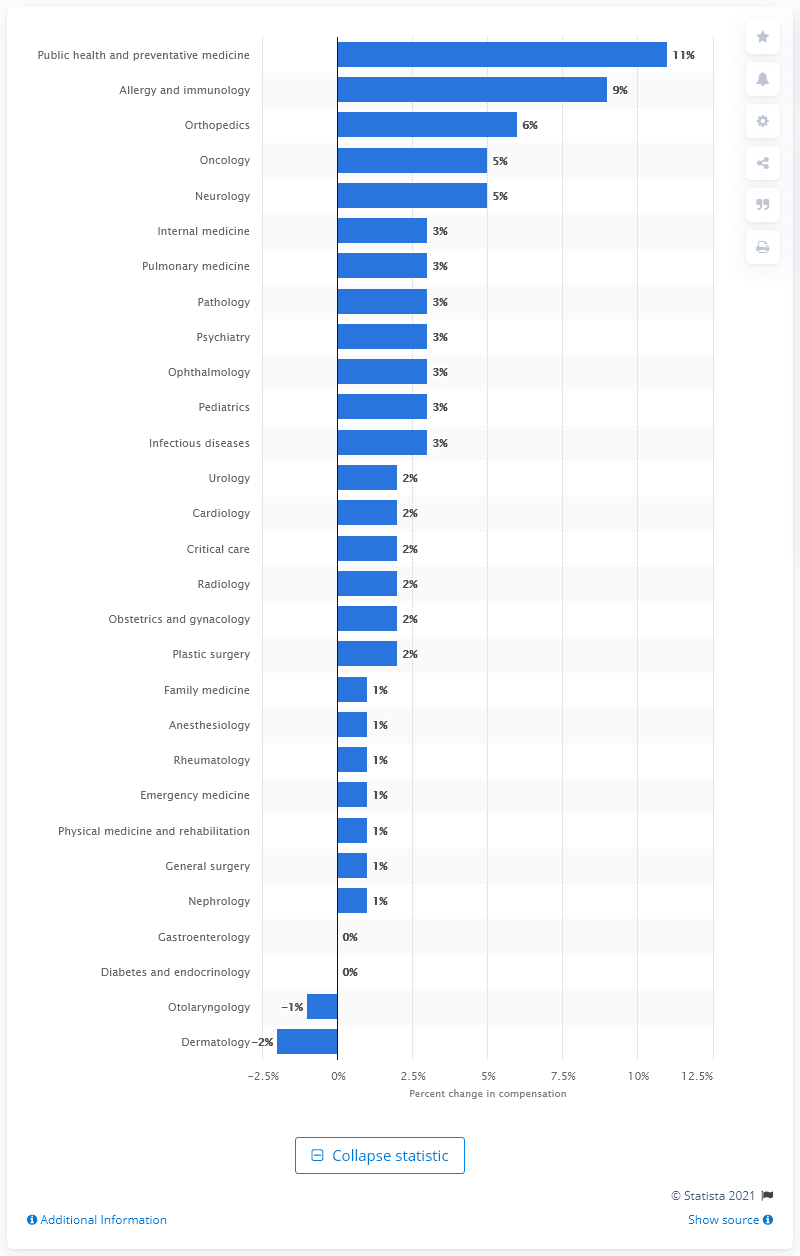 Public health and preventative medicine 11%
Allergy and immunology 9%
Orthopedics 6%
Oncology 5%
Neurology 5%
Internal medicine 3%
Pulmonary medicine 3%
Pathology 3%
Psychiatry 3%
Ophthalmology 3%
Pediatrics 3%
Infectious diseases 3%
Urology 2%
Cardiology 2%
Critical care 2%
Radiology 2%
Obstetrics and gynacology 2%
Plastic surgery 2%
Family medicine 1%
Anesthesiology 1%
Rheumatology 1%
Emergency medicine 1%
Physical medicine and rehabilitation 1%
General surgery 1%
Nephrology 1%
Gastroenterology 0%
Diabetes and endocrinology 0%
Otolaryngology −1%
Dermatology −2%
−2.5% 0% 2.5% 5% 7.5% 10% 12.5%
Percent change in compensation
Collapse statistic
© Statista 2021
Additional Information Show source